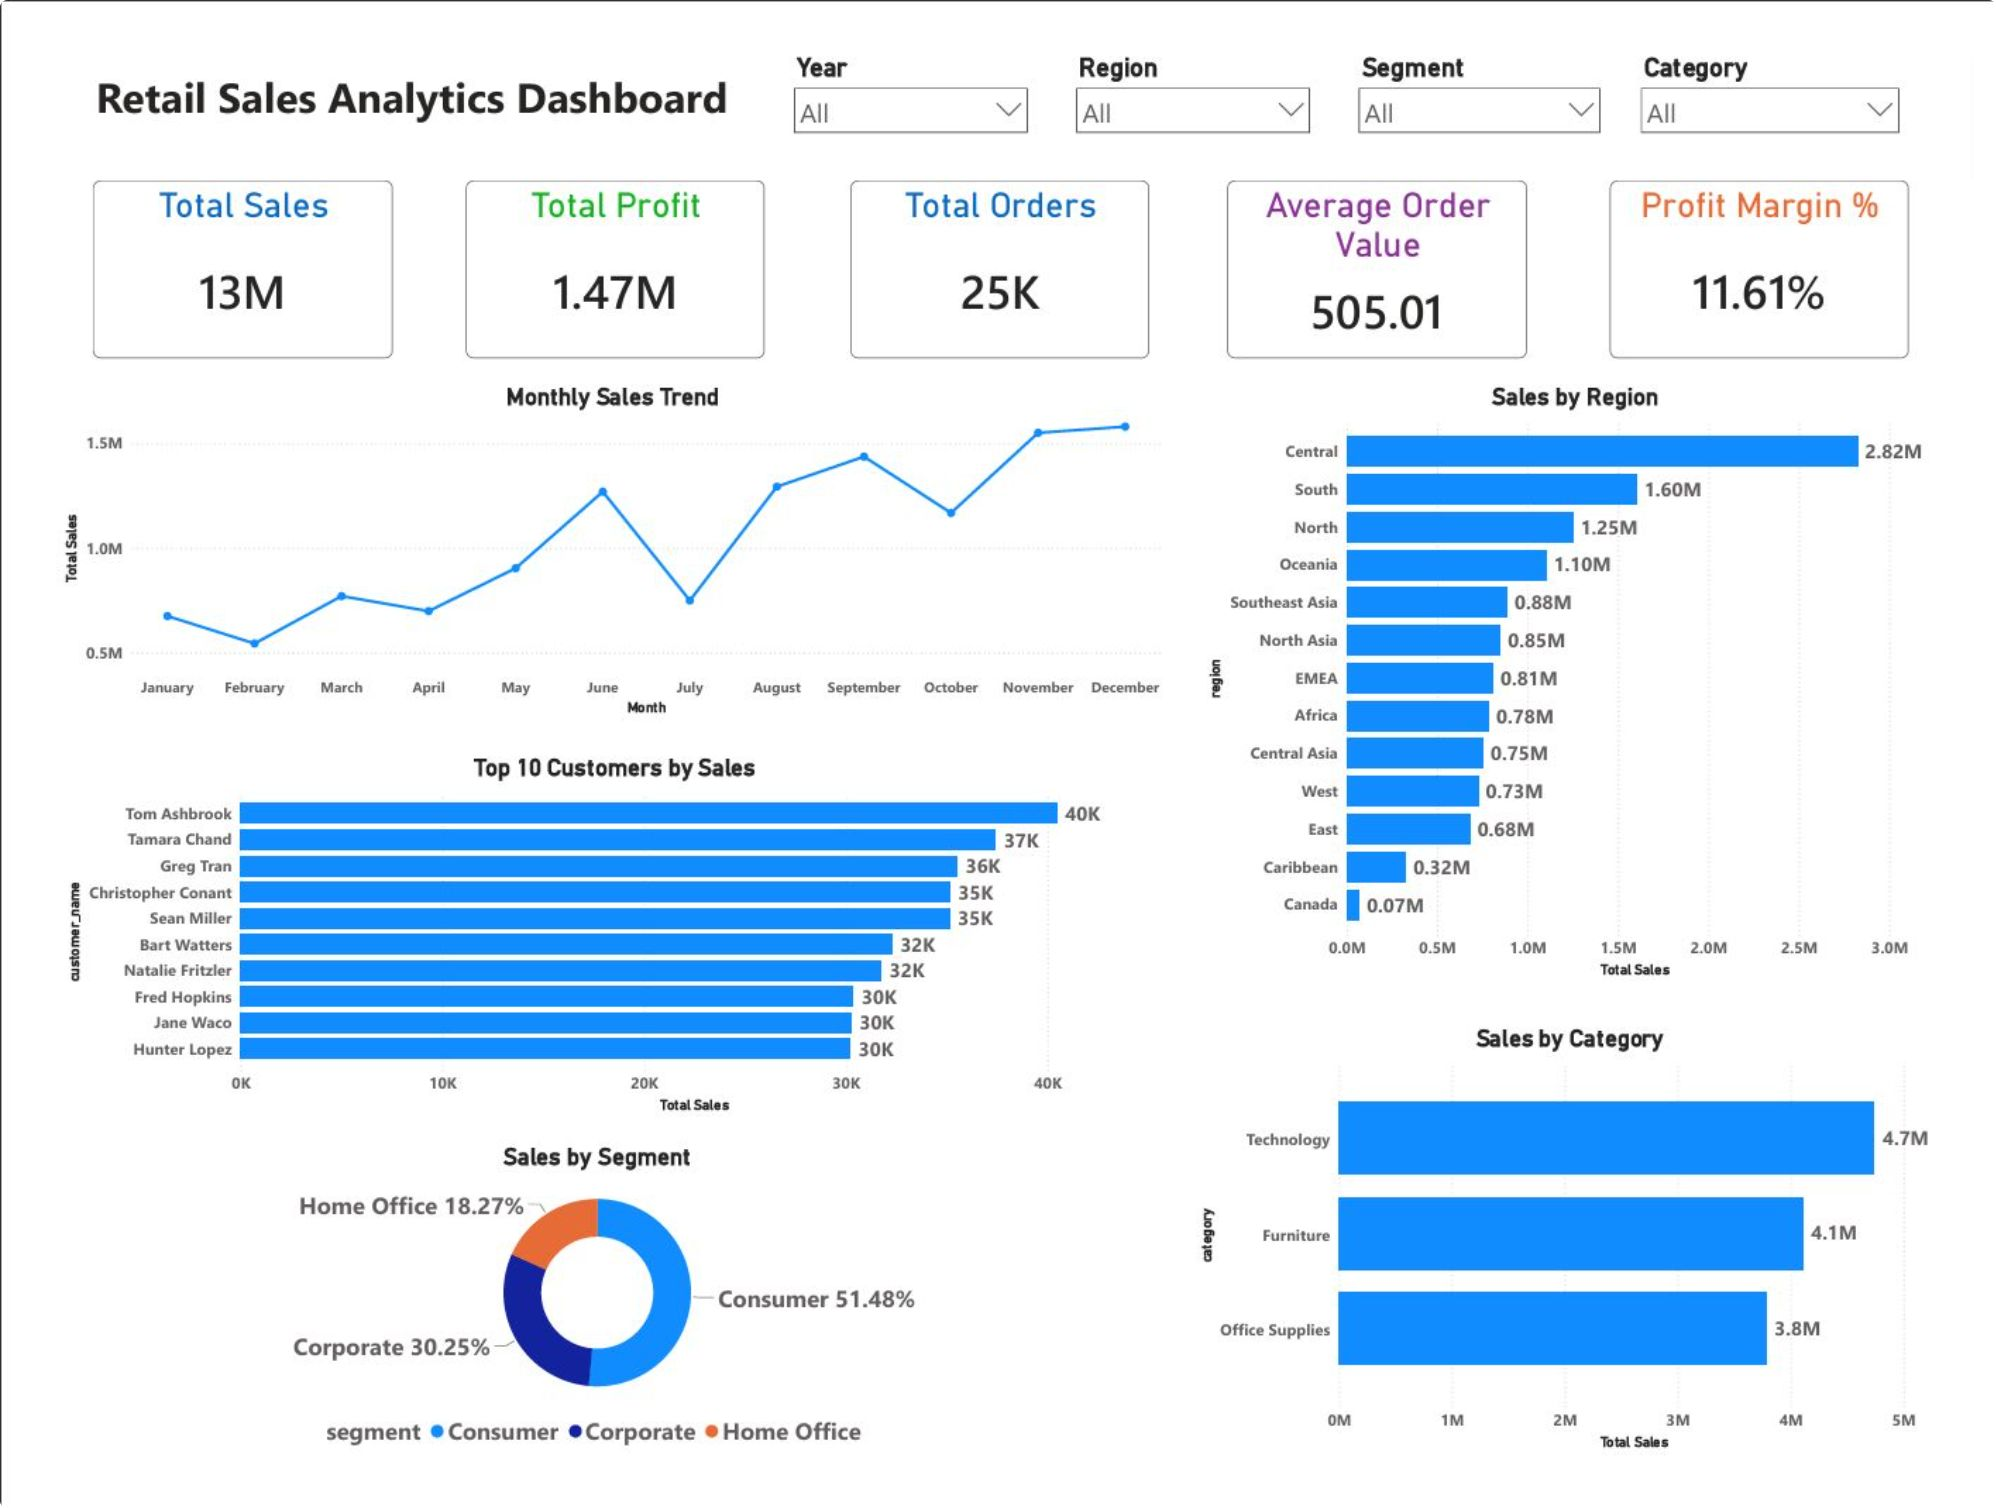 Retail Sales Analytics Dashboard
Year
All
Region
All
Segment
All
Category
All
Total Sales
13M
Total Profit
1.47M
Total Orders
25K
Average Order
Value
505.01
Profit Margin %
11.61%
Monthly Sales Trend
Total Sales
1.5M
1.0M
0.5M
January February March April May June July August September October November December
Month
Sales by Region
region
Central 2.82M
South 1.60M
North 1.25M
Oceania 1.10M
Southeast Asia 0.88M
North Asia 0.85M
EMEA 0.81M
Africa 0.78M
Central Asia 0.75M
West 0.73M
East 0.68M
Caribbean 0.32M
Canada 0.07M
0.0M 0.5M 1.0M 1.5M 2.0M 2.5M 3.0M
Total Sales
Top 10 Customers by Sales
customer_name
Tom Ashbrook 40K
Tamara Chand 37K
Greg Tran 36K
Christopher Conant 35K
Sean Miller 35K
Bart Watters 32K
Natalie Fritzler 32K
Fred Hopkins 30K
Jane Waco 30K
Hunter Lopez 30K
0K 10K 20K 30K 40K
Total Sales
Sales by Category
category
Technology 4.7M
Furniture 4.1M
Office Supplies 3.8M
0M 1M 2M 3M 4M 5M
Total Sales
Sales by Segment
Home Office 18.27%
Consumer 51.48%
Corporate 30.25%
segment Consumer Corporate Home Office